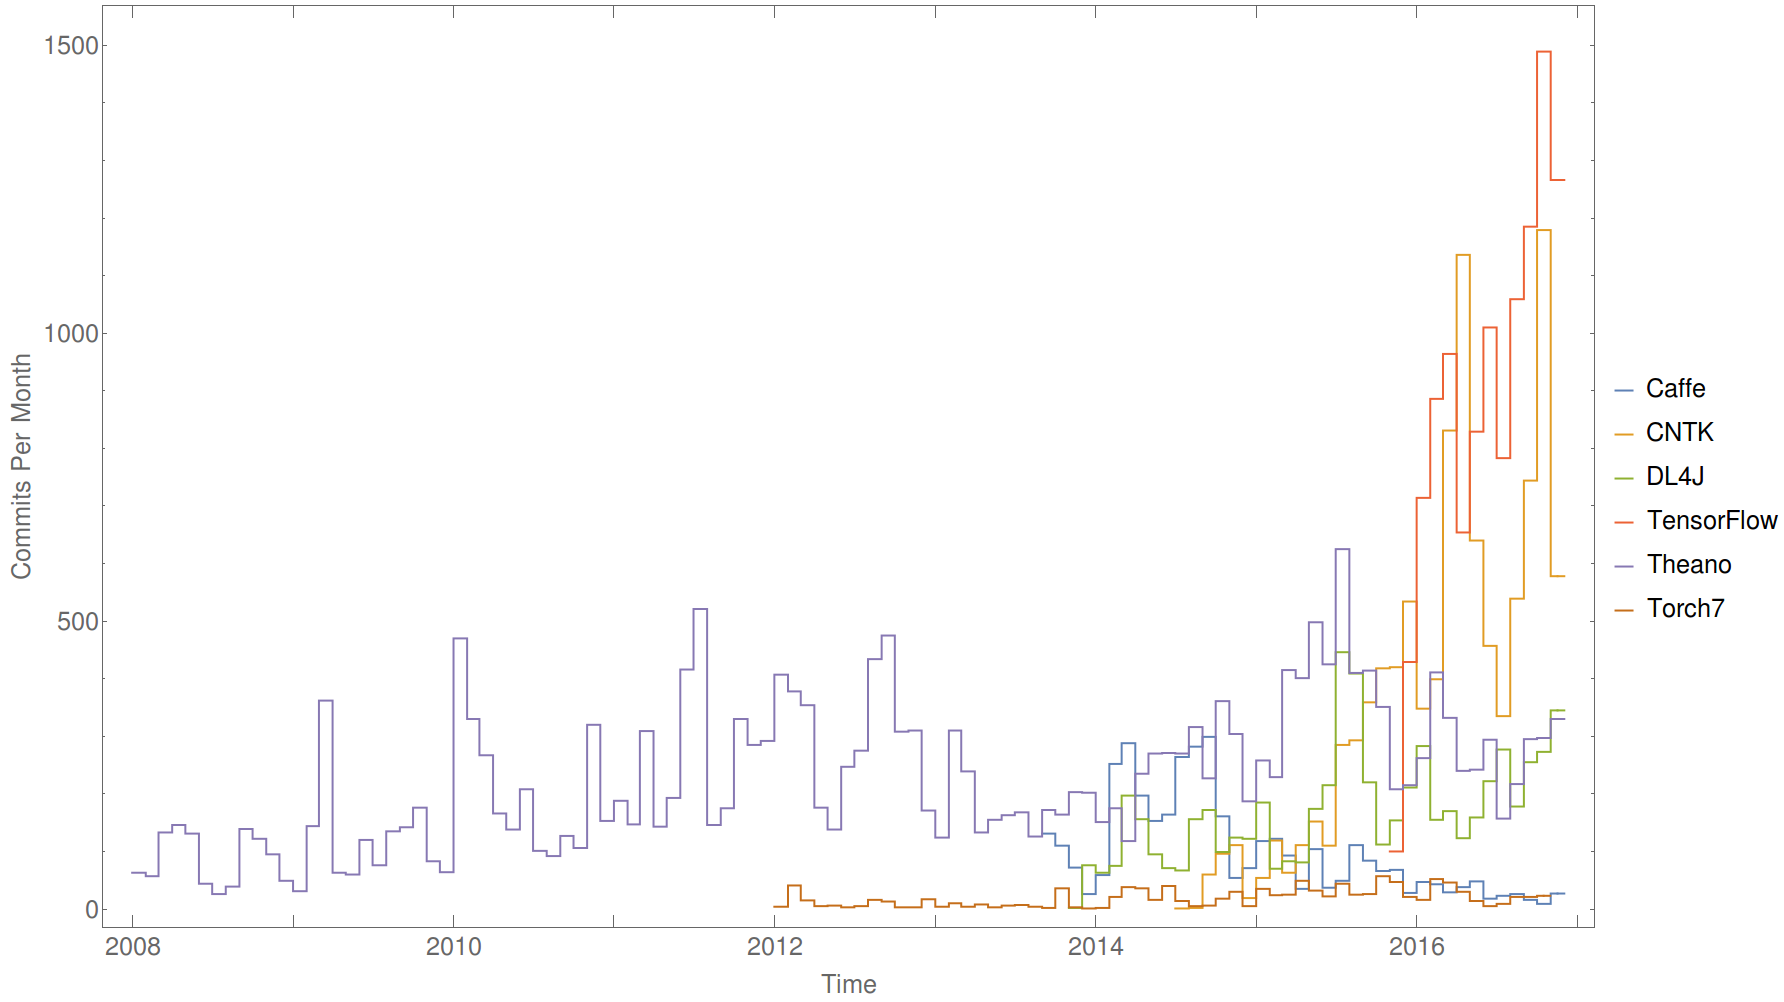 1500
1000
500
0
Commits Per Month
2008 2010 2012 2014 2016
Time
Caffe
CNTK
DL4J
TensorFlow
Theano
Torch7